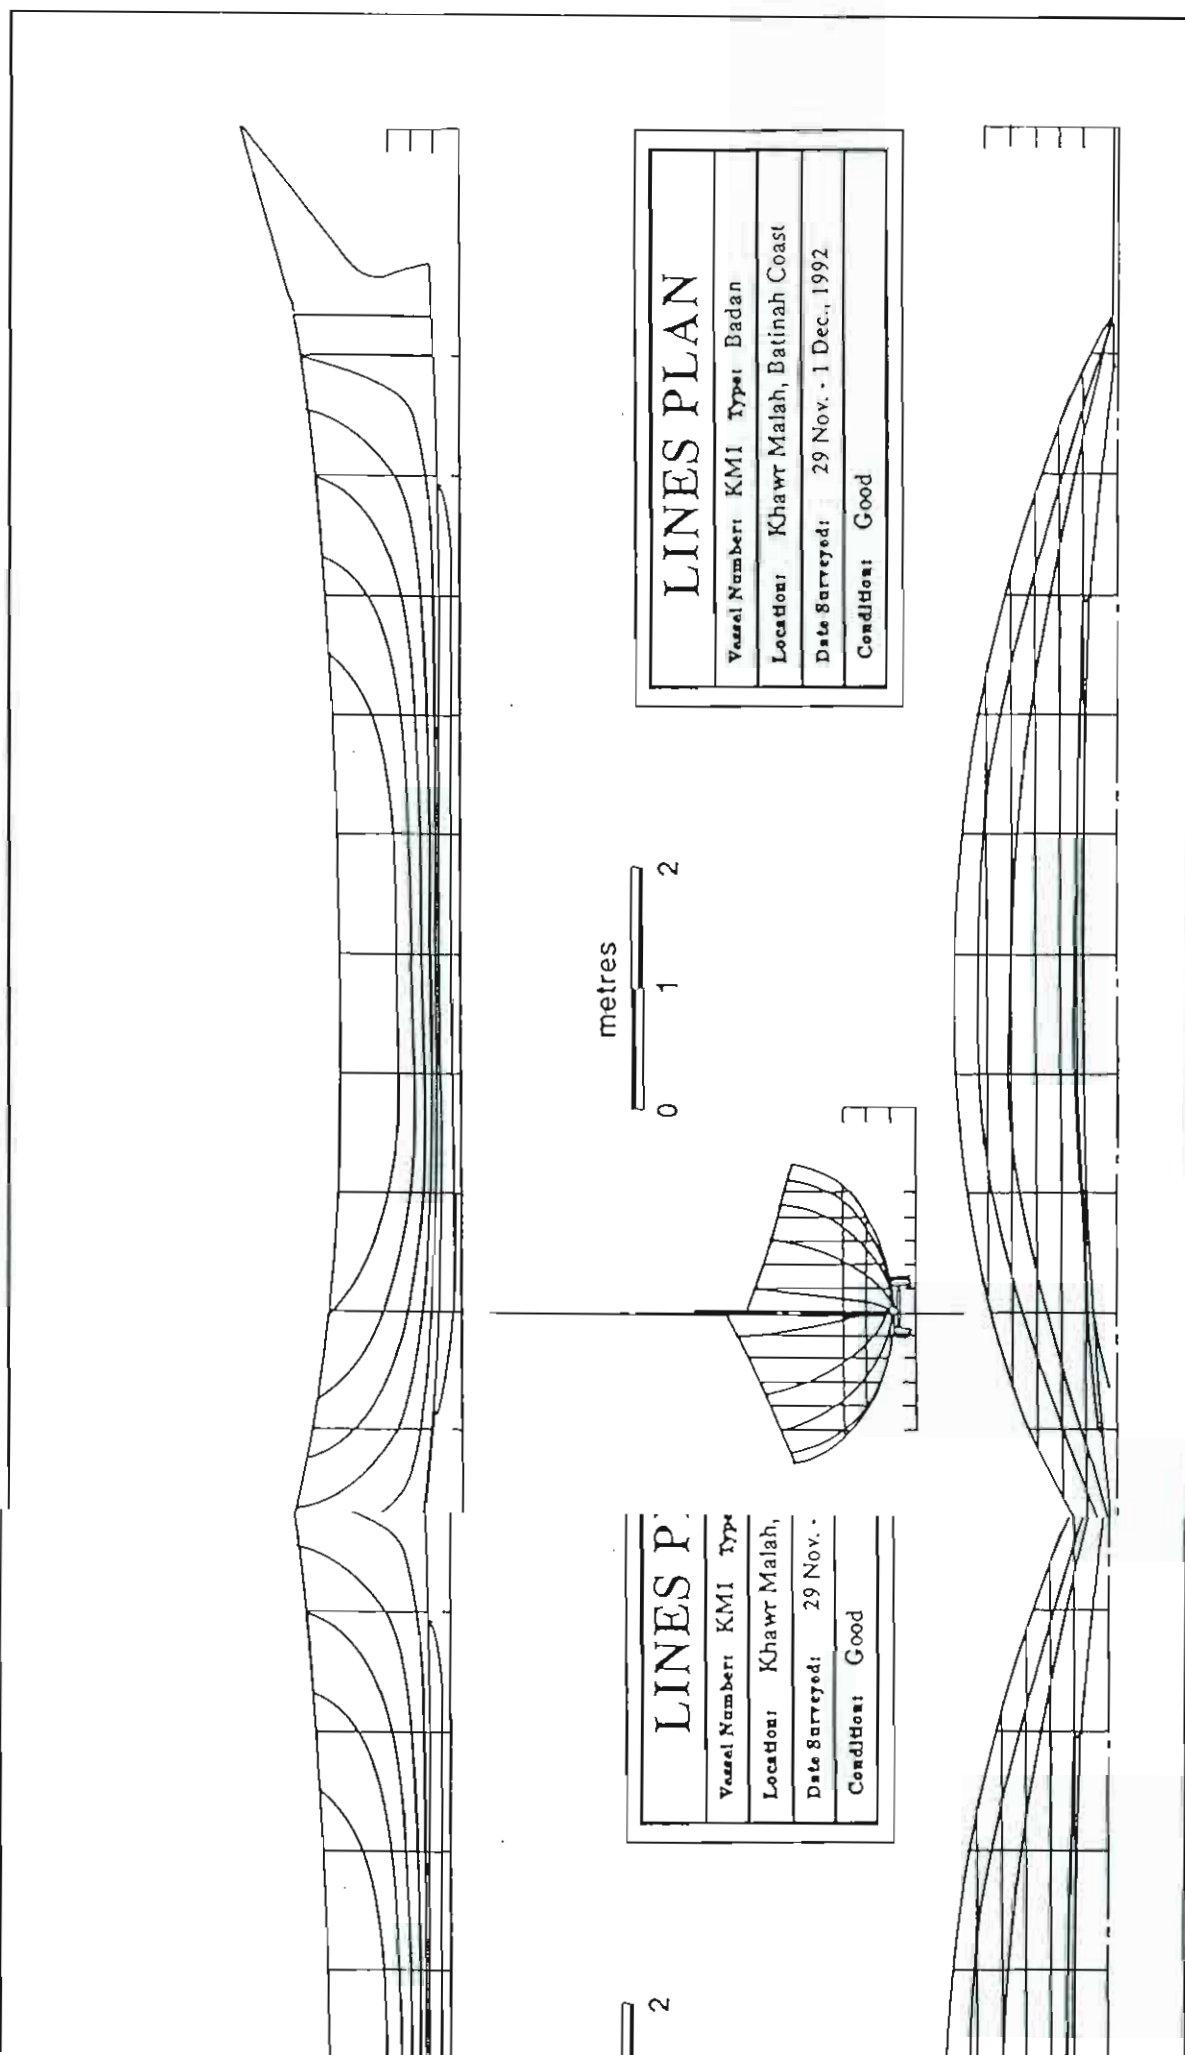 LINES PLAN
Vessel Number: KM1 Type: Badan
Location: Khawr Malah, Batinah Coast
Date Surveyed: 29 Nov. - 1 Dec., 1992
Condition: Good
metres
0 1 2
LINES P
Vessel Number: KM1 Type
Location: Khawr Malah,
Date Surveyed: 29 Nov. -
Condition: Good
2